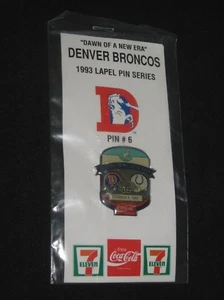 "DAWN OF A NEW ERA"
DENVER BRONCOS
1993 LAPEL PIN SERIES
D
PIN # 6
7
ELEVEN
Coca-Cola
7
ELEVEN